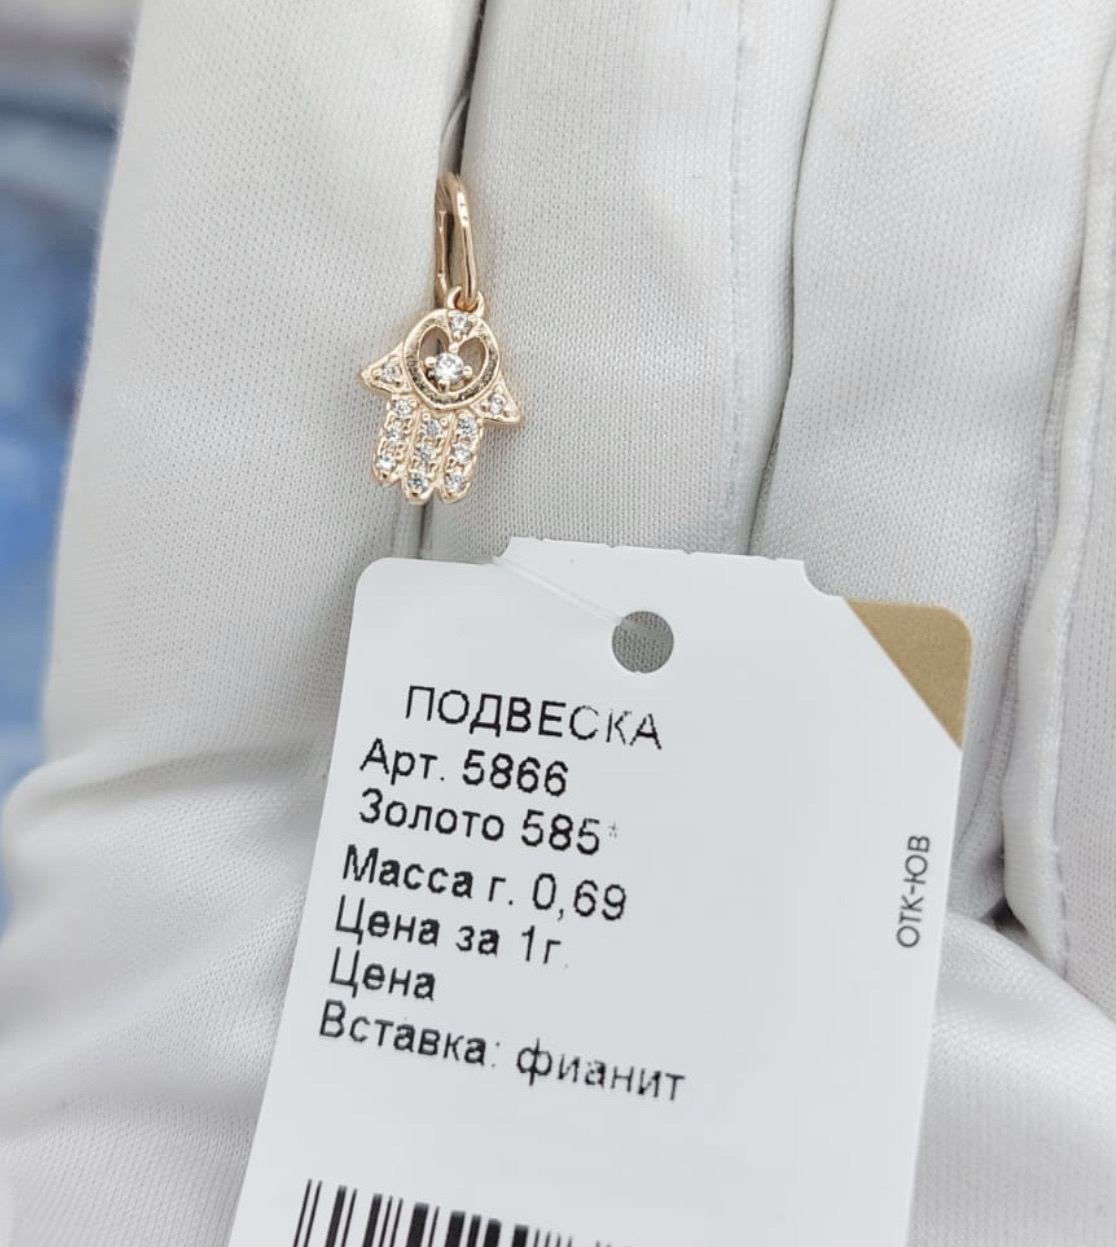 ПОДВЕСКА
Арт. 5866
Золото 585*
Масса г. 0,69
Цена за 1г.
Цена
Вставка: фианит
ОТК-ЮВ